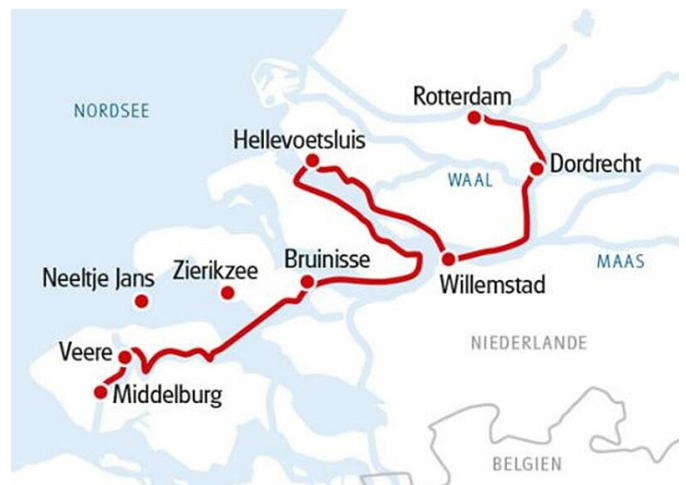 Rotterdam
NORDSEE
Hellevoetsluis
Dordrecht
WAAL
Bruinisse
Zierikzee
MAAS
Neeltje Jans
Willemstad
NIEDERLANDE
Veere
Middelburg
BELGIEN